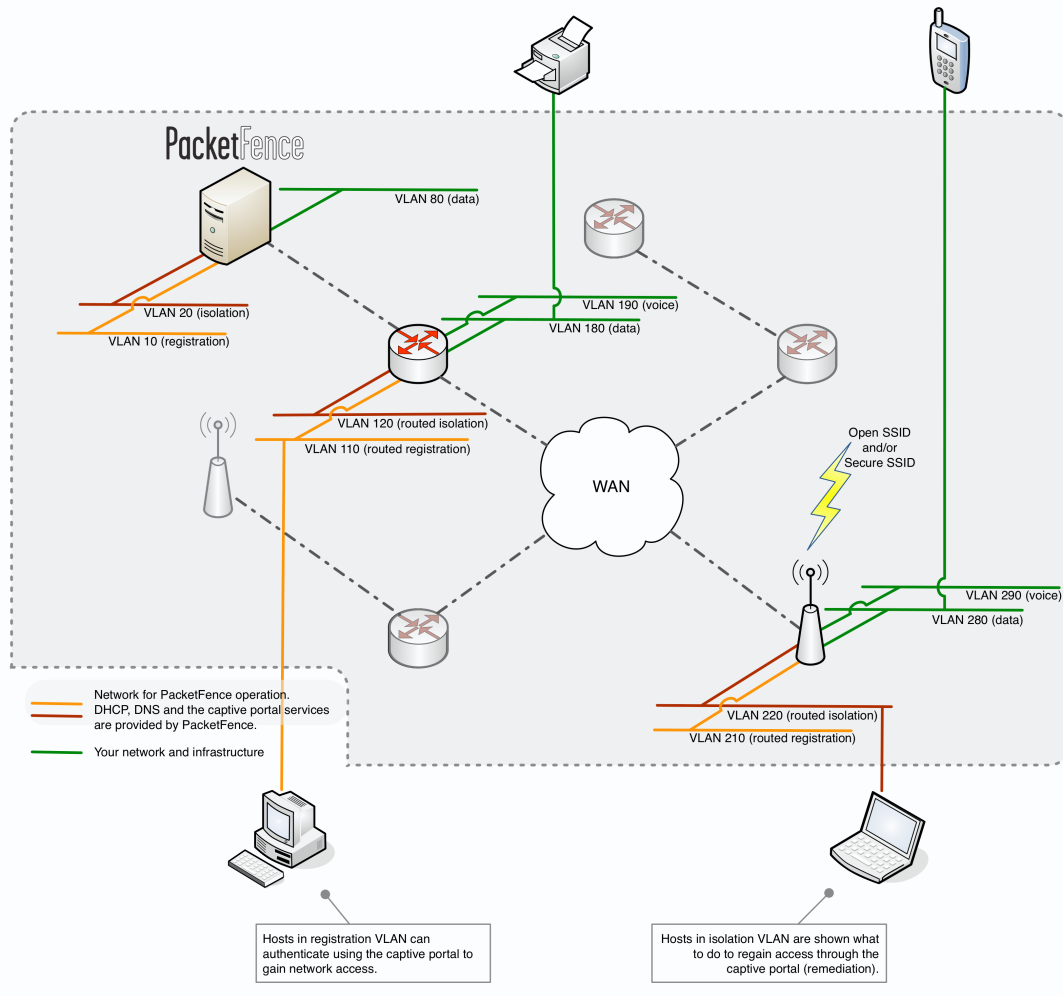 PacketFence
VLAN 80 (data)
VLAN 20 (isolation)
VLAN 10 (registration)
VLAN 190 (voice)
VLAN 180 (data)
VLAN 120 (routed isolation)
VLAN 110 (routed registration)
WAN
Open SSID
and/or
Secure SSID
VLAN 290 (voice)
VLAN 280 (data)
VLAN 220 (routed isolation)
VLAN 210 (routed registration)
Network for PacketFence operation.
DHCP, DNS and the captive portal services
are provided by PacketFence.
Your network and infrastructure
Hosts in registration VLAN can
authenticate using the captive portal to
gain network access.
Hosts in isolation VLAN are shown what
to do to regain access through the
captive portal (remediation).